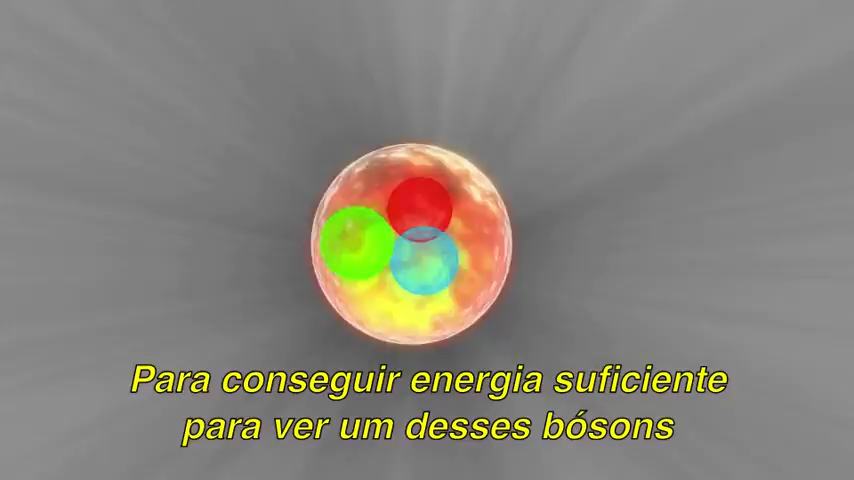 Para conseguir energia suficiente
para ver um desses bósons